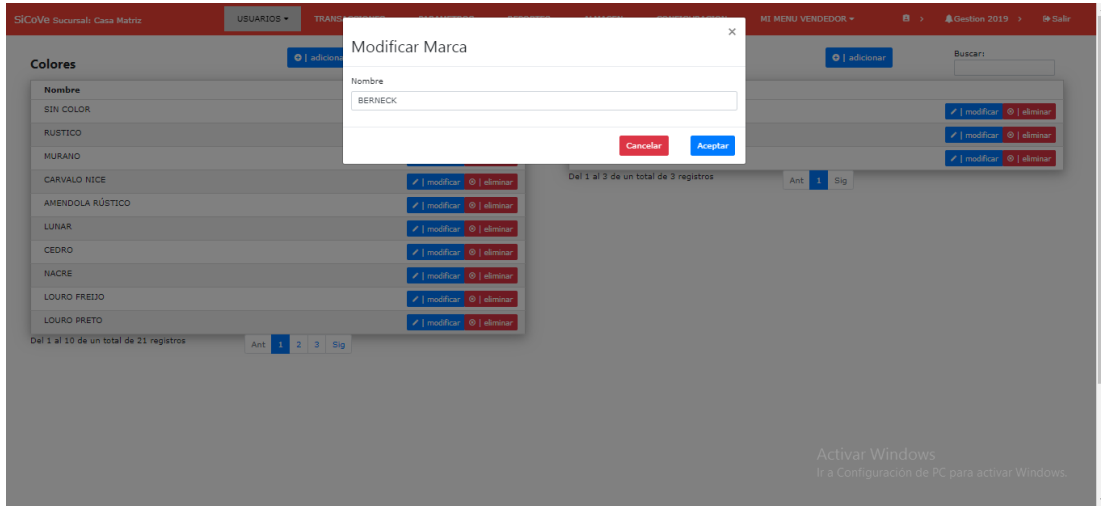 SiCoVe Sucursal: Casa Matriz
USUARIOS
MI MENU VENDEDOR
Gestion 2019
Salir
Modificar Marca
×
Nombre
BERNECK
Cancelar
Aceptar
Colores
| adicionar
Buscar:
Nombre
SIN COLOR
| modificar | eliminar
RUSTICO
| modificar | eliminar
MURANO
| modificar | eliminar
Del 1 al 3 de un total de 3 registros
Ant 1 Sig
CARVALO NICE | modificar | eliminar
AMENDOLA RÚSTICO | modificar | eliminar
LUNAR | modificar | eliminar
CEDRO | modificar | eliminar
NACRE | modificar | eliminar
LOURO FREIJO | modificar | eliminar
LOURO PRETO | modificar | eliminar
Del 1 al 10 de un total de 21 registros
Ant 1 2 3 Sig
Activar Windows
Ir a Configuración de PC para activar Windows.